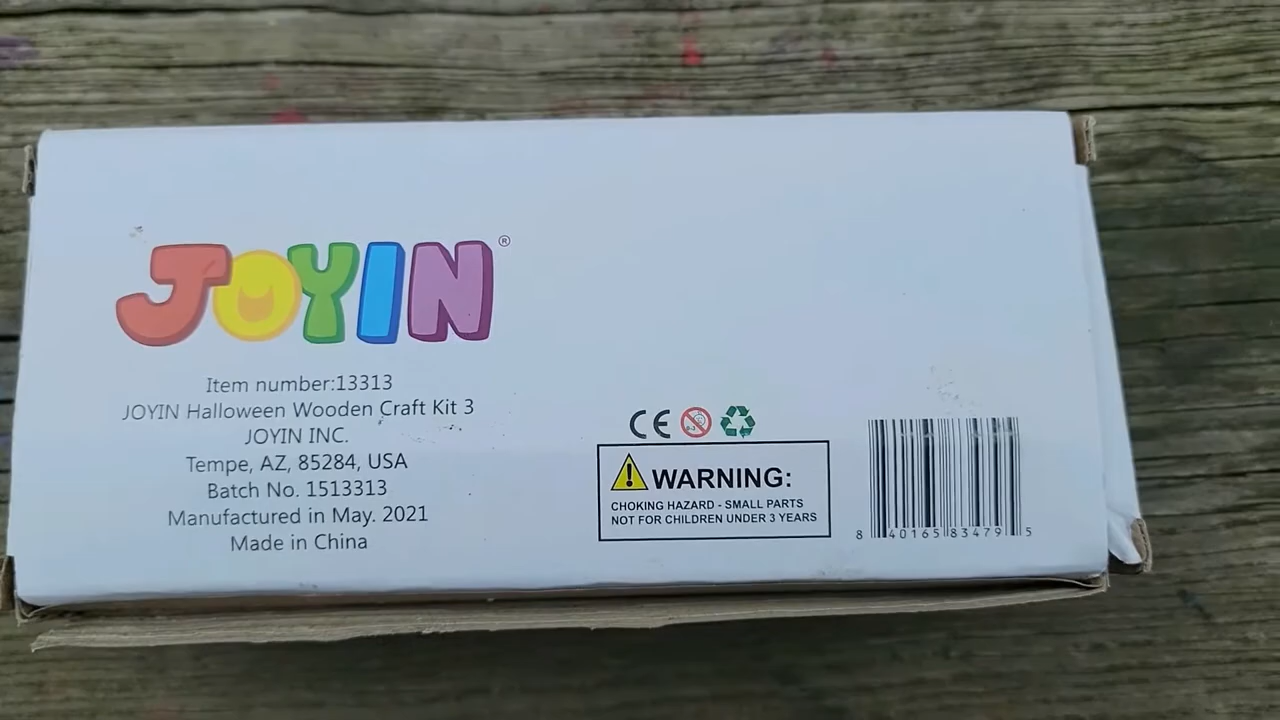 JOYIN®
Item number:13313
JOYIN Halloween Wooden Craft Kit 3
JOYIN INC.
Tempe, AZ, 85284, USA
Batch No. 1513313
Manufactured in May. 2021
Made in China
CE
WARNING:
CHOKING HAZARD - SMALL PARTS
NOT FOR CHILDREN UNDER 3 YEARS
8 40165 83479 5